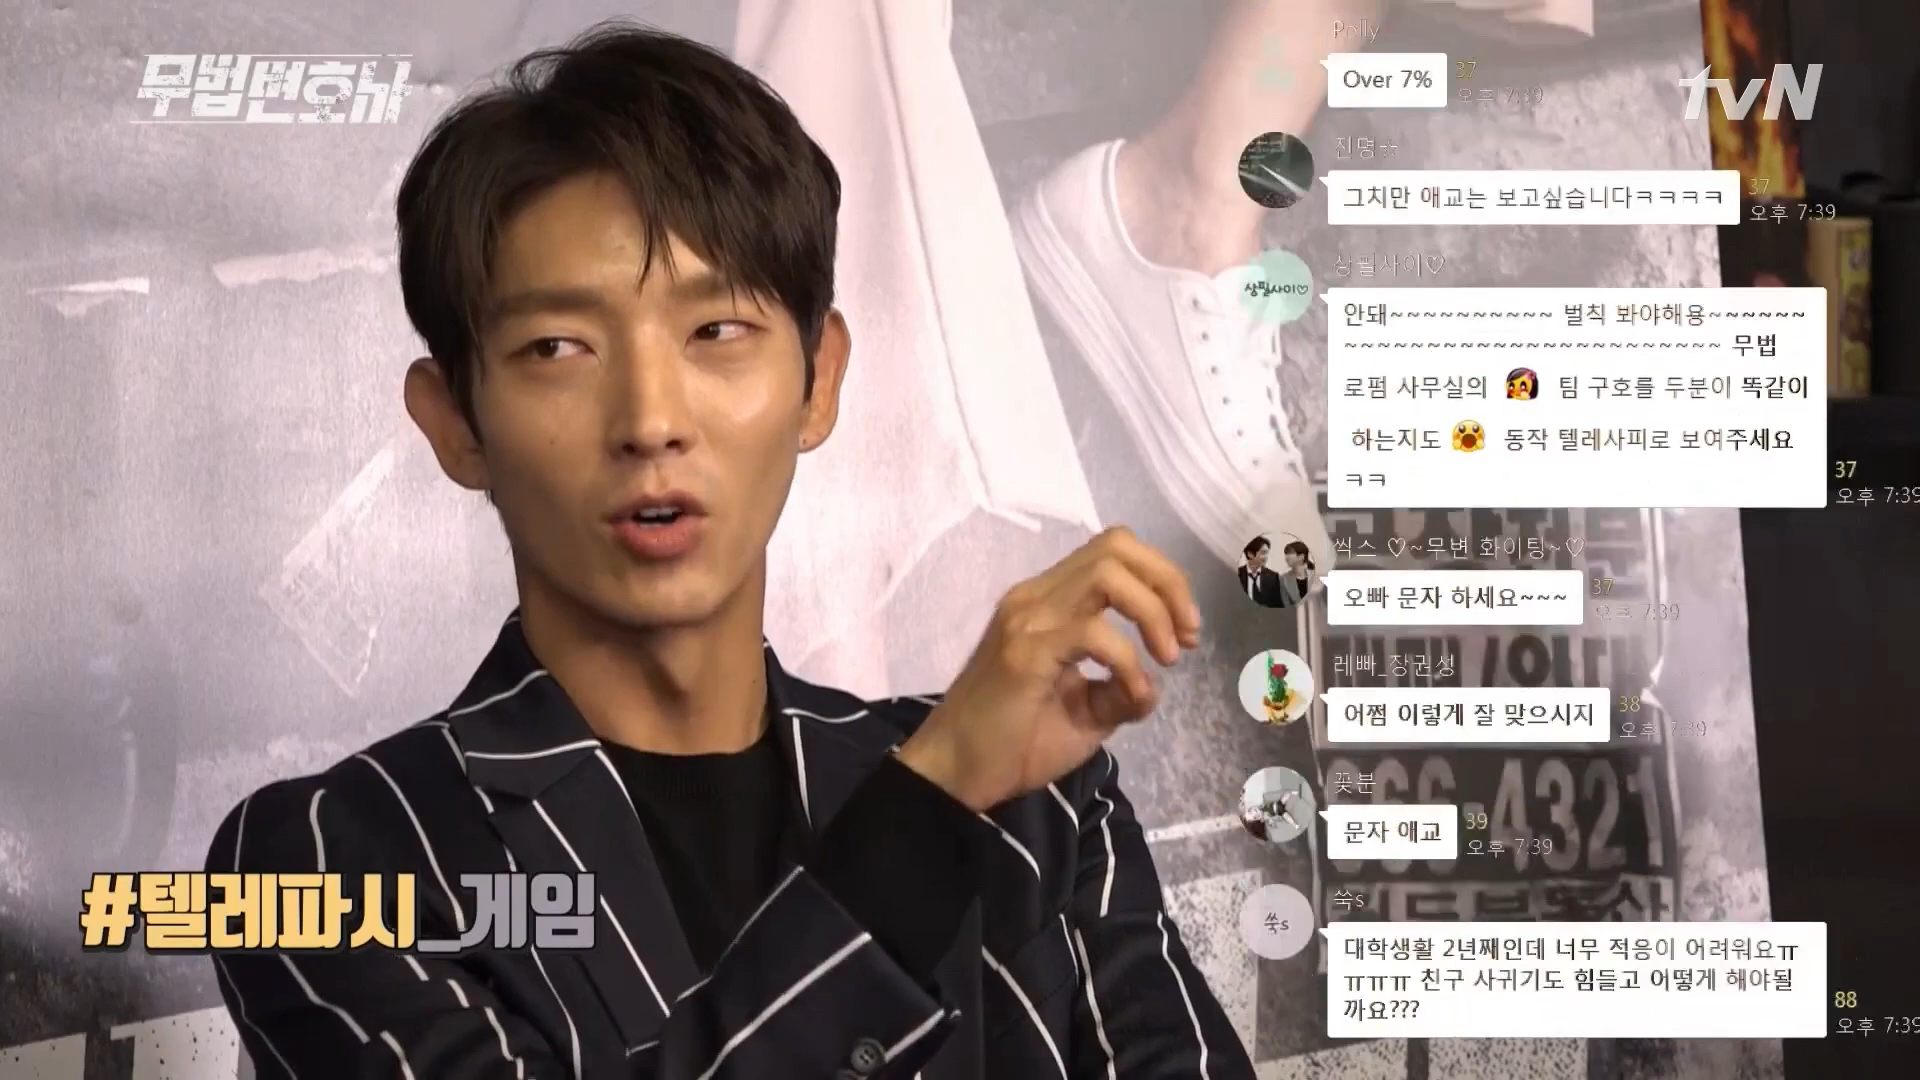 무법변호사
tvN
Polly
Over 7%
37
오후 7:39
진명
그치만 애교는 보고싶습니다ㅋㅋㅋㅋ
37
오후 7:39
상필사이♡
상필사이♡
안돼~~~~~~~~~~ 벌칙 봐야해용~~~~~~
~~~~~~~~~~~~~~~~~~~~~~~ 무법
로펌 사무실의 팀 구호를 두분이 똑같이
하는지도 동작 텔레사피로 보여주세요
ㅋㅋ
37
오후 7:39
씩스 ♡~무변 화이팅~♡
오빠 문자 하세요~~~
37
오후 7:39
레빠_장권성
어쩜 이렇게 잘 맞으시지
38
오후 7:39
꽃분
문자 애교
39
오후 7:39
666-4321
#텔레파시_게임
쑥s
쑥s
대학생활 2년째인데 너무 적응이 어려워요ㅠ
ㅠㅠㅠㅠ 친구 사귀기도 힘들고 어떻게 해야될
까요???
88
오후 7:39